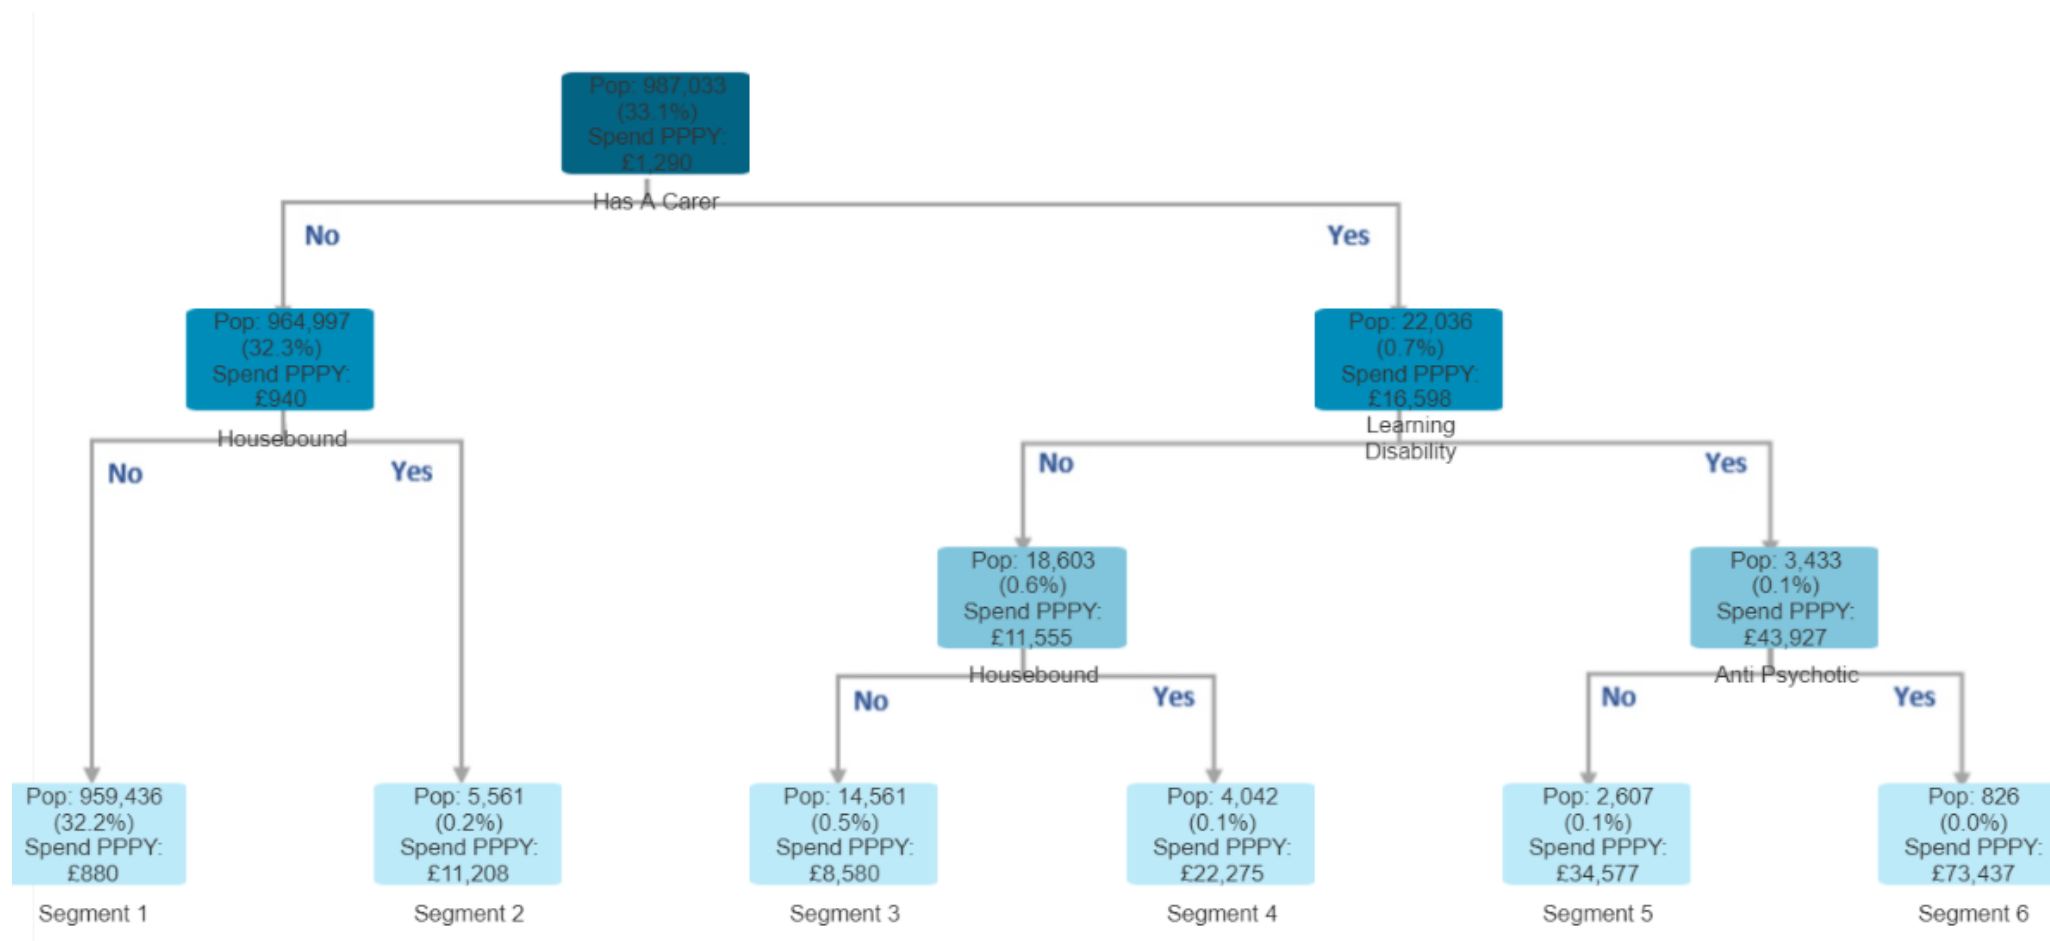 Pop: 987,033
(33.1%)
Spend PPPY:
£1,290
Has A Carer
No
Yes
Pop: 964,997
(32.3%)
Spend PPPY:
£940
Pop: 22,036
(0.7%)
Spend PPPY:
£16,598
Housebound
No
Yes
Learning
Disability
No
Yes
Pop: 18,603
(0.6%)
Spend PPPY:
£11,555
Pop: 3,433
(0.1%)
Spend PPPY:
£43,927
Housebound
No
Yes
Anti Psychotic
No
Yes
Pop: 959,436
(32.2%)
Spend PPPY:
£880
Segment 1
Pop: 5,561
(0.2%)
Spend PPPY:
£11,208
Segment 2
Pop: 14,561
(0.5%)
Spend PPPY:
£8,580
Segment 3
Pop: 4,042
(0.1%)
Spend PPPY:
£22,275
Segment 4
Pop: 2,607
(0.1%)
Spend PPPY:
£34,577
Segment 5
Pop: 826
(0.0%)
Spend PPPY:
£73,437
Segment 6